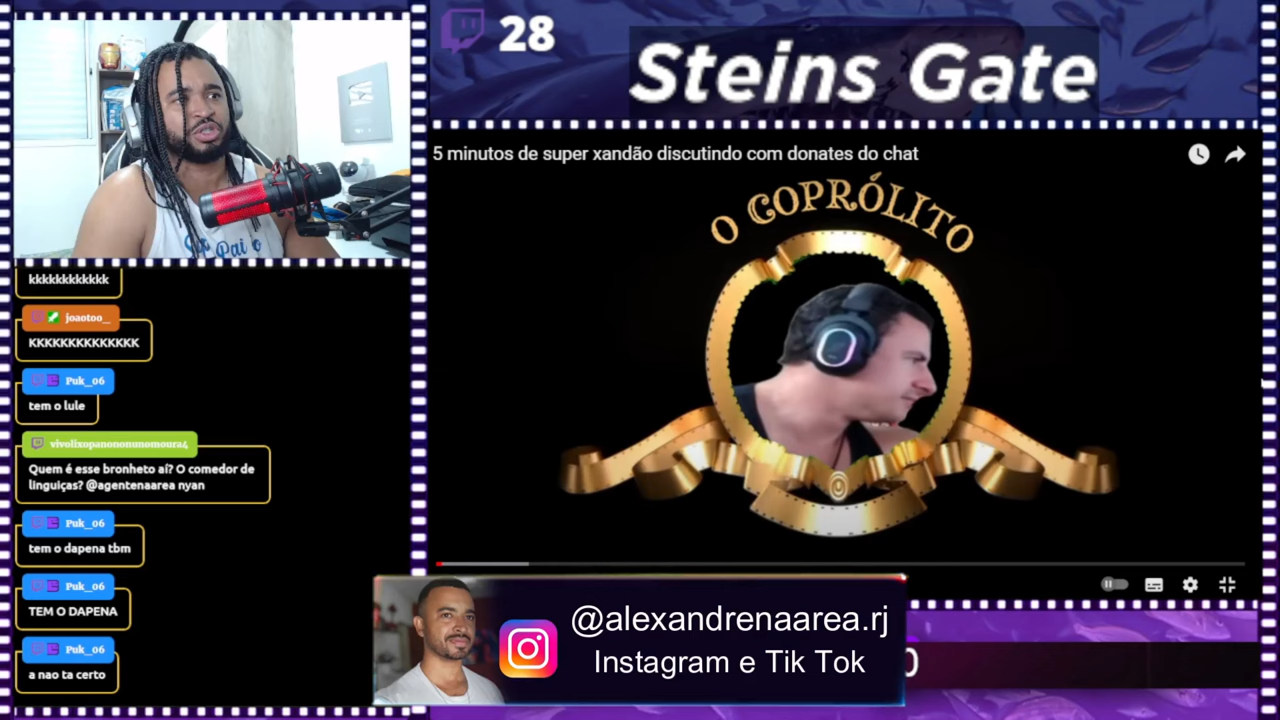 28
Steins Gate
5 minutos de super xandão discutindo com donates do chat
O COPRÓLITO
Pai o
kkkkkkkkkkkk
joaotoo_
KKKKKKKKKKKKKK
Puk_06
tem o lule
vivolixopanononumomoura4
Quem é esse bronheto aí? O comedor de
linguiças? @agentenaarea nyan
Puk_06
tem o dapena tbm
Puk_06
TEM O DAPENA
Puk_06
a nao ta certo
@alexandrenaarea.rj
Instagram e Tik Tok